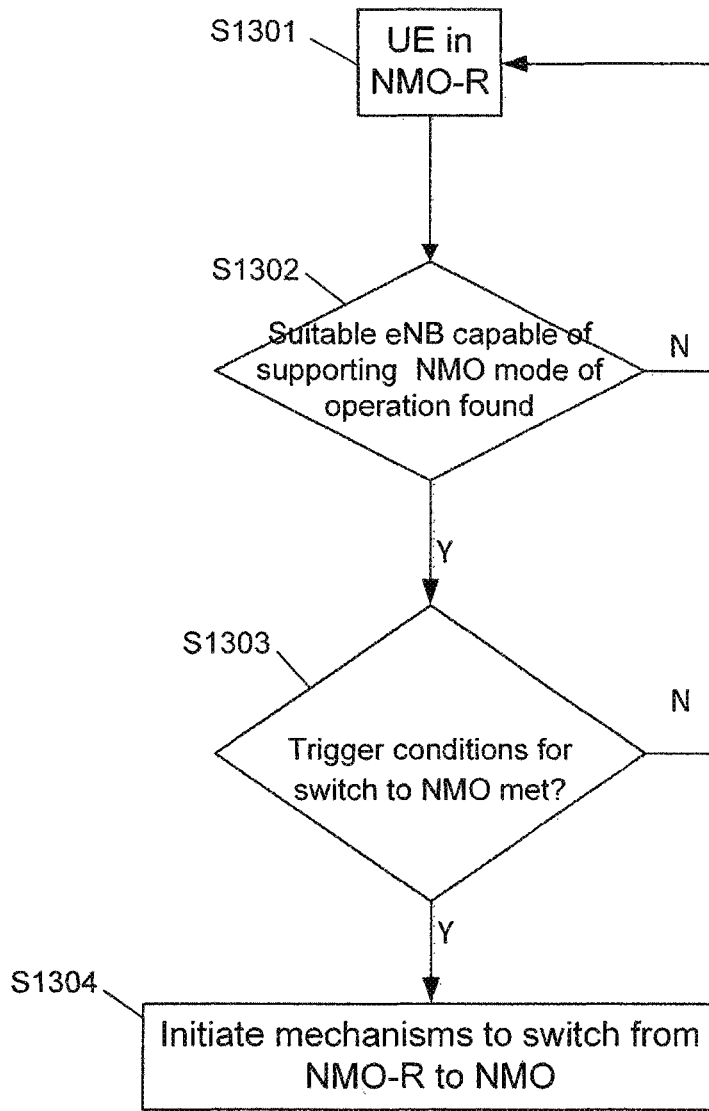 S1301
UE in
NMO-R
S1302
Suitable eNB capable of
supporting NMO mode of
operation found
N
Y
S1303
Trigger conditions for
switch to NMO met?
N
Y
S1304
Initiate mechanisms to switch from
NMO-R to NMO